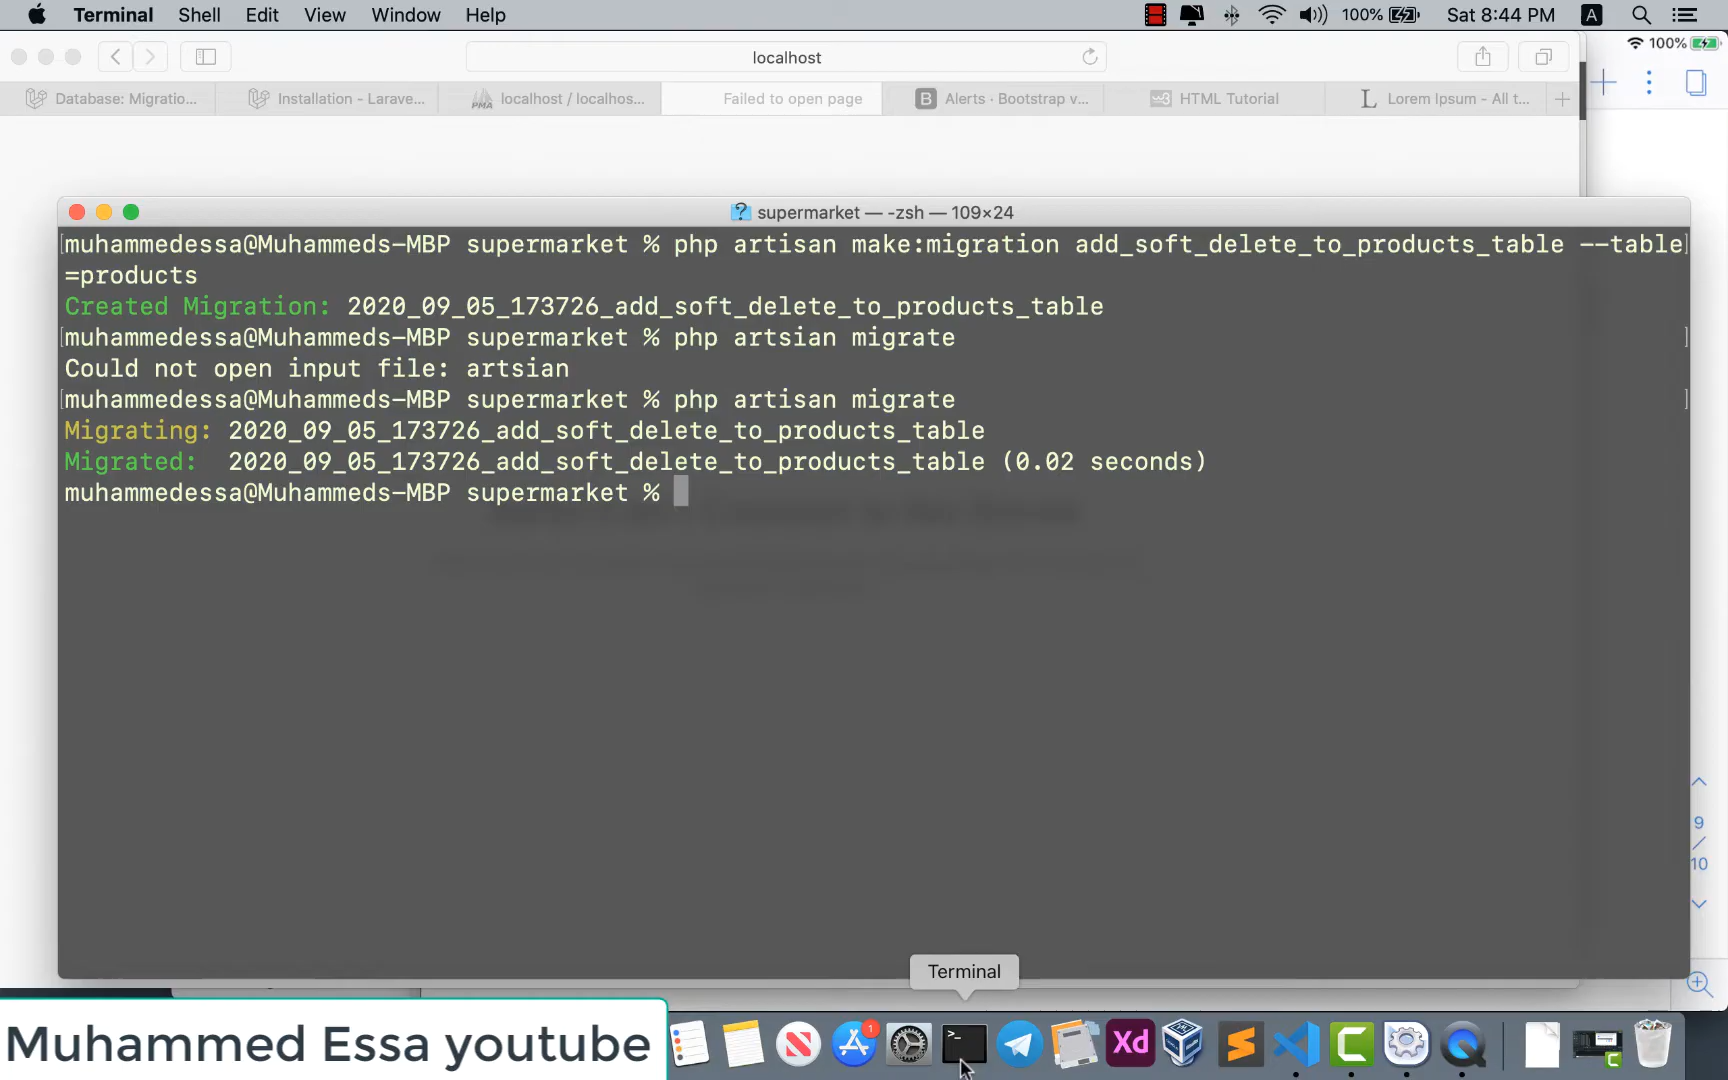 Terminal Shell Edit View Window Help 100% Sat 8:44 PM A
localhost 100%
Database: Migratio... Installation - Larave... PMA localhost / localhos... Failed to open page B Alerts · Bootstrap v... HTML Tutorial L Lorem Ipsum - All t...
supermarket — -zsh — 109×24
muhammedessa@Muhammeds-MBP supermarket % php artisan make:migration add_soft_delete_to_products_table --table
=products
Created Migration: 2020_09_05_173726_add_soft_delete_to_products_table
muhammedessa@Muhammeds-MBP supermarket % php artsian migrate
Could not open input file: artsian
muhammedessa@Muhammeds-MBP supermarket % php artisan migrate
Migrating: 2020_09_05_173726_add_soft_delete_to_products_table
Migrated: 2020_09_05_173726_add_soft_delete_to_products_table (0.02 seconds)
muhammedessa@Muhammeds-MBP supermarket %
9
/
10
Terminal
Muhammed Essa youtube
1
Xd